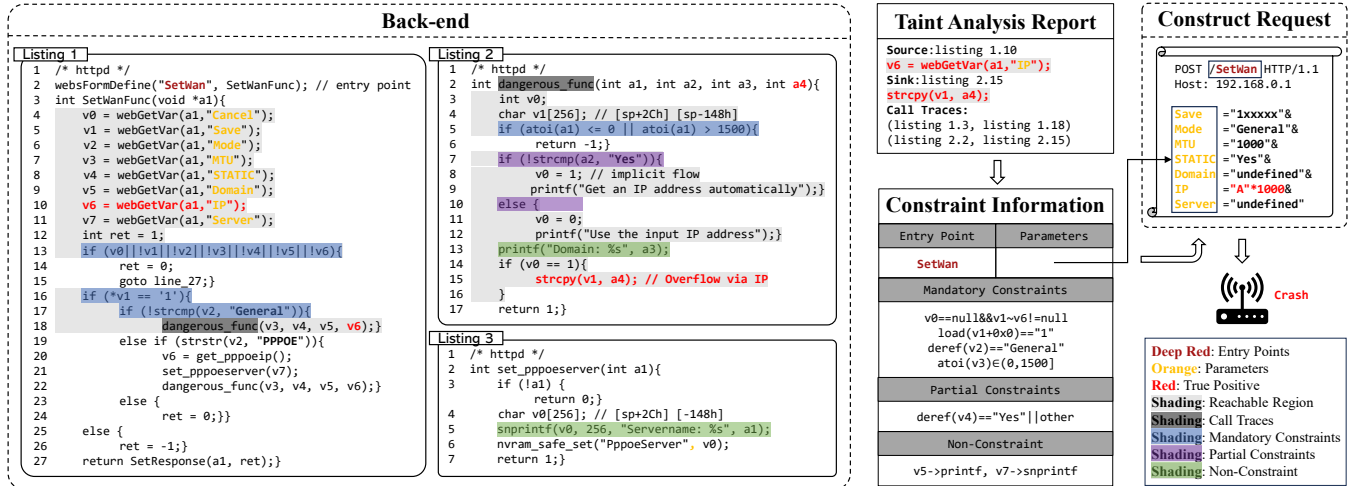 Back-end
Listing 1
1 /* httpd */
2 websFormDefine("SetWan", SetWanFunc); // entry point
3 int SetWanFunc(void *a1){
4 v0 = webGetVar(a1,"Cancel");
5 v1 = webGetVar(a1,"Save");
6 v2 = webGetVar(a1,"Mode");
7 v3 = webGetVar(a1,"MTU");
8 v4 = webGetVar(a1,"STATIC");
9 v5 = webGetVar(a1,"Domain");
10 v6 = webGetVar(a1,"IP");
11 v7 = webGetVar(a1,"Server");
12 int ret = 1;
13 if (v0||!v1||!v2||!v3||!v4||!v5||!v6){
14 ret = 0;
15 goto line_27;}
16 if (*v1 == '1'){
17 if (!strcmp(v2, "General")){
18 dangerous_func(v3, v4, v5, v6);}
19 else if (strstr(v2, "PPPOE")){
20 v6 = get_pppoeip();
21 set_pppoeserver(v7);
22 dangerous_func(v3, v4, v5, v6);}
23 else {
24 ret = 0;}}
25 else {
26 ret = -1;}
27 return SetResponse(a1, ret);}
Listing 2
1 /* httpd */
2 int dangerous_func(int a1, int a2, int a3, int a4){
3 int v0;
4 char v1[256]; // [sp+2Ch] [sp-148h]
5 if (atoi(a1) <= 0 || atoi(a1) > 1500){
6 return -1;}
7 if (!strcmp(a2, "Yes")){
8 v0 = 1; // implicit flow
9 printf("Get an IP address automatically");}
10 else {
11 v0 = 0;
12 printf("Use the input IP address");}
13 printf("Domain: %s", a3);
14 if (v0 == 1){
15 strcpy(v1, a4); // Overflow via IP
16 }
17 return 1;}
Listing 3
1 /* httpd */
2 int set_pppoeserver(int a1){
3 if (!a1) {
return 0;}
4 char v0[256]; // [sp+2Ch] [-148h]
5 snprintf(v0, 256, "Servername: %s", a1);
6 nvram_safe_set("PppoeServer", v0);
7 return 1;}
Taint Analysis Report
Source:listing 1.10
v6 = webGetVar(a1,"IP");
Sink:listing 2.15
strcpy(v1, a4);
Call Traces:
(listing 1.3, listing 1.18)
(listing 2.2, listing 2.15)
Constraint Information
Entry Point Parameters
SetWan
Mandatory Constraints
v0==null&&v1~v6!=null
load(v1+0x0)=="1"
deref(v2)=="General"
atoi(v3)∈(0,1500]
Partial Constraints
deref(v4)=="Yes"||other
Non-Constraint
v5->printf, v7->snprintf
Construct Request
POST /SetWan HTTP/1.1
Host: 192.168.0.1
Save ="1xxxxx"&
Mode ="General"&
MTU ="1000"&
STATIC ="Yes"&
Domain ="undefined"&
IP ="A"*1000&
Server ="undefined"
Crash
Deep Red: Entry Points
Orange: Parameters
Red: True Positive
Shading: Reachable Region
Shading: Call Traces
Shading: Mandatory Constraints
Shading: Partial Constraints
Shading: Non-Constraint